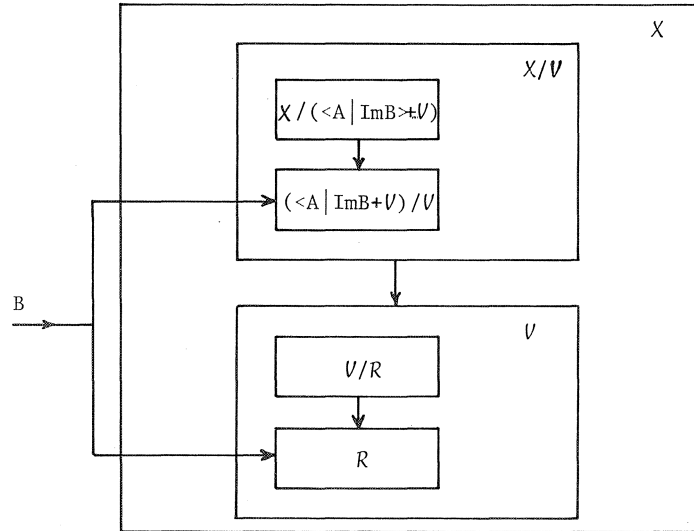 X
X/V
X/(<A|ImB>+V)
(<A|ImB+V)/V
B
V
V/R
R